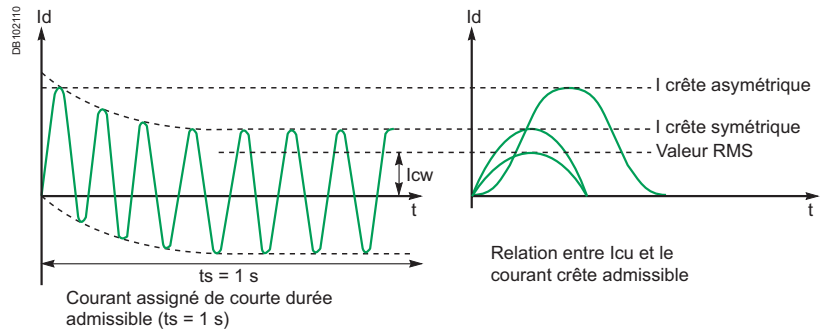 DB102110
Id
Id
I crête asymétrique
I crête symétrique
Valeur RMS
Icw
t
t
ts = 1 s
Courant assigné de courte durée
admissible (ts = 1 s)
Relation entre Icu et le
courant crête admissible